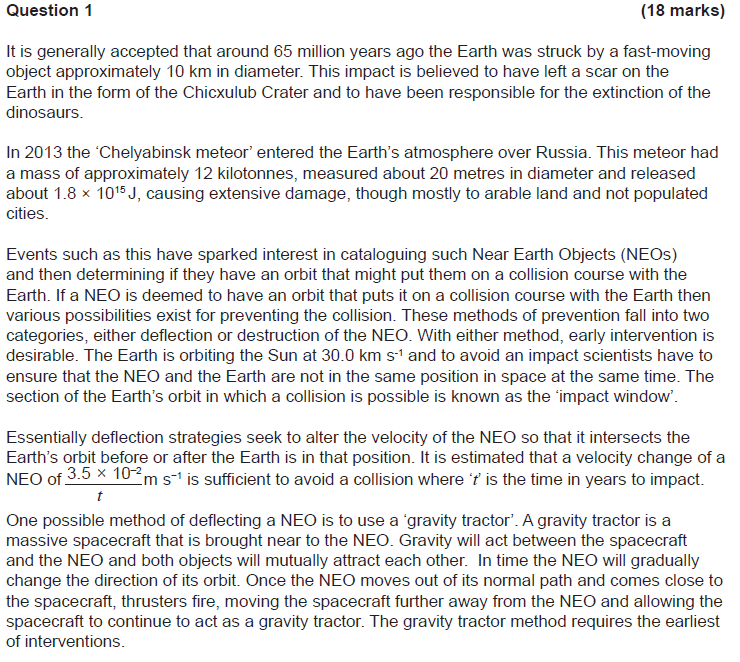 Question 1 (18 marks)
It is generally accepted that around 65 million years ago the Earth was struck by a fast-moving
object approximately 10 km in diameter. This impact is believed to have left a scar on the
Earth in the form of the Chicxulub Crater and to have been responsible for the extinction of the
dinosaurs.
In 2013 the ‘Chelyabinsk meteor’ entered the Earth’s atmosphere over Russia. This meteor had
a mass of approximately 12 kilotonnes, measured about 20 metres in diameter and released
about 1.8 × 10¹⁵ J, causing extensive damage, though mostly to arable land and not populated
cities.
Events such as this have sparked interest in cataloguing such Near Earth Objects (NEOs)
and then determining if they have an orbit that might put them on a collision course with the
Earth. If a NEO is deemed to have an orbit that puts it on a collision course with the Earth then
various possibilities exist for preventing the collision. These methods of prevention fall into two
categories, either deflection or destruction of the NEO. With either method, early intervention is
desirable. The Earth is orbiting the Sun at 30.0 km s⁻¹ and to avoid an impact scientists have to
ensure that the NEO and the Earth are not in the same position in space at the same time. The
section of the Earth’s orbit in which a collision is possible is known as the ‘impact window’.
Essentially deflection strategies seek to alter the velocity of the NEO so that it intersects the
Earth’s orbit before or after the Earth is in that position. It is estimated that a velocity change of a
NEO of 3.5 × 10⁻² m s⁻¹ is sufficient to avoid a collision where ‘t’ is the time in years to impact.
t
One possible method of deflecting a NEO is to use a ‘gravity tractor’. A gravity tractor is a
massive spacecraft that is brought near to the NEO. Gravity will act between the spacecraft
and the NEO and both objects will mutually attract each other.  In time the NEO will gradually
change the direction of its orbit. Once the NEO moves out of its normal path and comes close to
the spacecraft, thrusters fire, moving the spacecraft further away from the NEO and allowing the
spacecraft to continue to act as a gravity tractor. The gravity tractor method requires the earliest
of interventions.